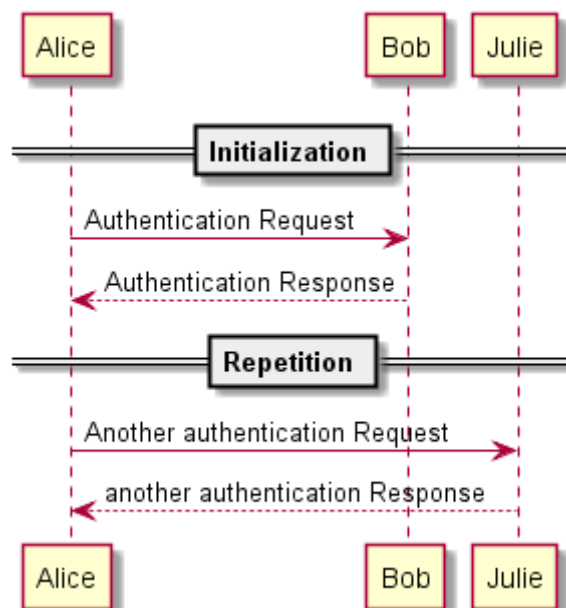 Alice Bob Julie
Initialization
Authentication Request
Authentication Response
Repetition
Another authentication Request
another authentication Response
Alice Bob Julie